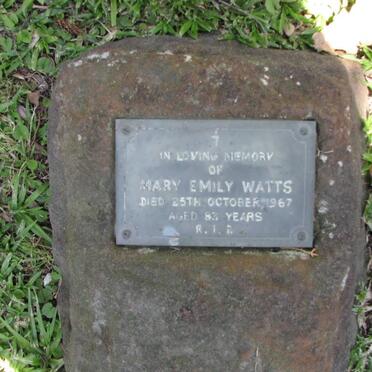 IN LOVING MEMORY
OF
MARY EMILY WATTS
DIED 25TH OCTOBER, 1967
AGED 83 YEARS
R. I. P.